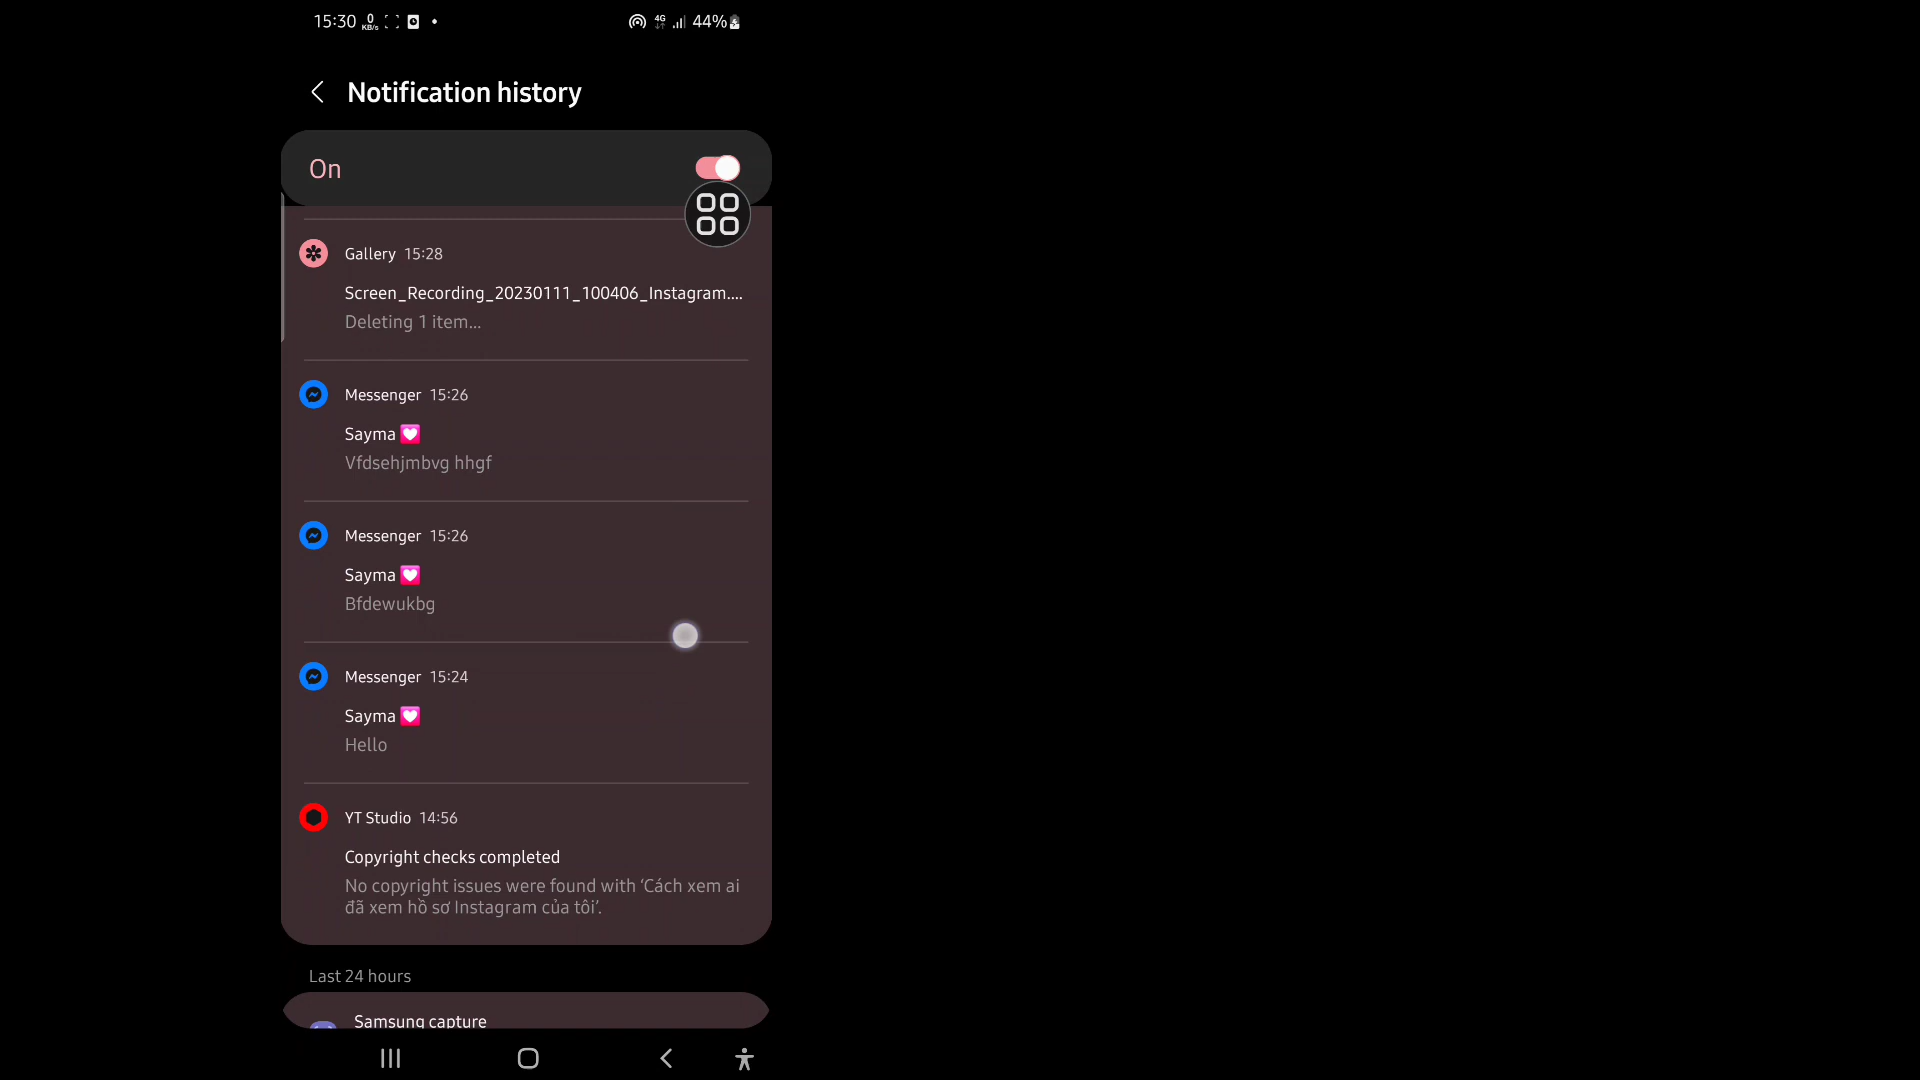 15:30 0 KB/s 4G 44%
Notification history
On
Gallery 15:28
Screen_Recording_20230111_100406_Instagram....
Deleting 1 item...
Messenger 15:26
Sayma 💟
Vfdsehjmbvg hhgf
Messenger 15:26
Sayma 💟
Bfdewukbg
Messenger 15:24
Sayma 💟
Hello
YT Studio 14:56
Copyright checks completed
No copyright issues were found with ‘Cách xem ai
đã xem hồ sơ Instagram của tôi’.
Last 24 hours
Samsung capture